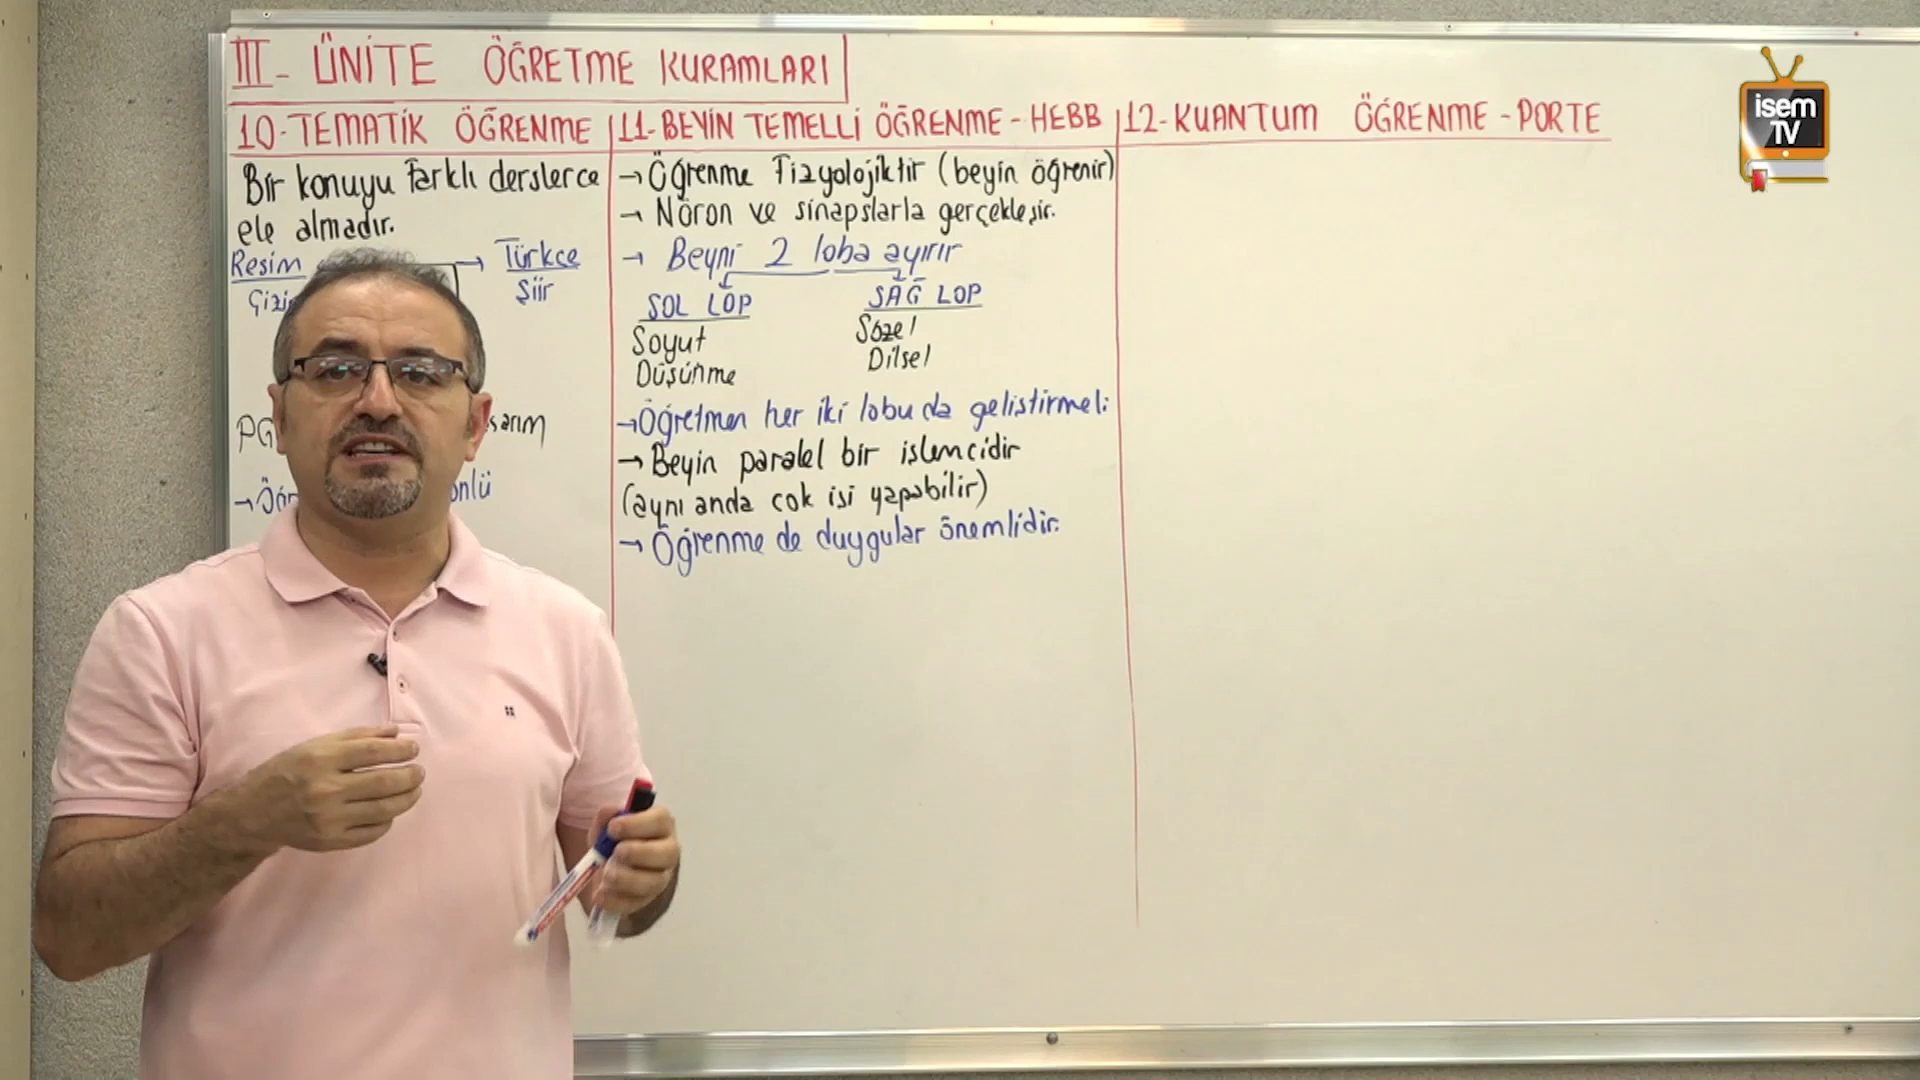 III- ÜNİTE ÖĞRETME KURAMLARI
10-TEMATİK ÖĞRENME
Bir konuyu farklı derslerce
ele almadır.
Resim
Türkçe
Şiir
11-BEYİN TEMELLİ ÖĞRENME-HEBB
→ Öğrenme Fizyolojiktir (beyin öğrenir)
→ Nöron ve sinapslarla gerçekleşir.
→ Beyni 2 loba ayırır
SOL LOP
Soyut
Düşünme
SAĞ LOP
Sözel
Dilsel
→Öğretmen her iki lobu da geliştirmeli
→ Beyin paralel bir işlemcidir
(aynı anda çok işi yapabilir)
→ Öğrenme de duygular önemlidir.
12-KUANTUM ÖĞRENME-PORTE
isem
TV